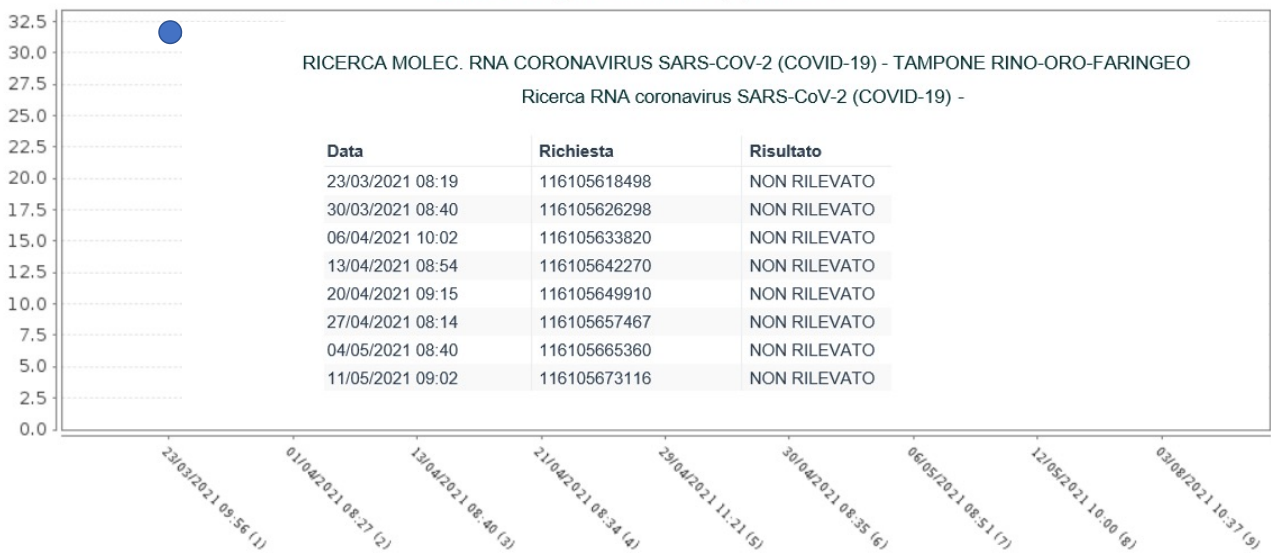 32.5
30.0
RICERCA MOLEC. RNA CORONAVIRUS SARS-COV-2 (COVID-19) - TAMPONE RINO-ORO-FARINGEO
27.5
Ricerca RNA coronavirus SARS-CoV-2 (COVID-19) -
25.0
22.5
Data Richiesta Risultato
20.0
23/03/2021 08:19 116105618498 NON RILEVATO
17.5
30/03/2021 08:40 116105626298 NON RILEVATO
15.0
06/04/2021 10:02 116105633820 NON RILEVATO
12.5
13/04/2021 08:54 116105642270 NON RILEVATO
10.0
20/04/2021 09:15 116105649910 NON RILEVATO
7.5
27/04/2021 08:14 116105657467 NON RILEVATO
5.0
04/05/2021 08:40 116105665360 NON RILEVATO
2.5
11/05/2021 09:02 116105673116 NON RILEVATO
0.0
23/03/2021 09:56 (1)
01/04/2021 08:27 (2)
13/04/2021 08:40 (3)
21/04/2021 08:34 (4)
29/04/2021 11:21 (5)
30/04/2021 08:35 (6)
06/05/2021 08:51 (7)
12/05/2021 10:00 (8)
03/08/2021 10:37 (9)